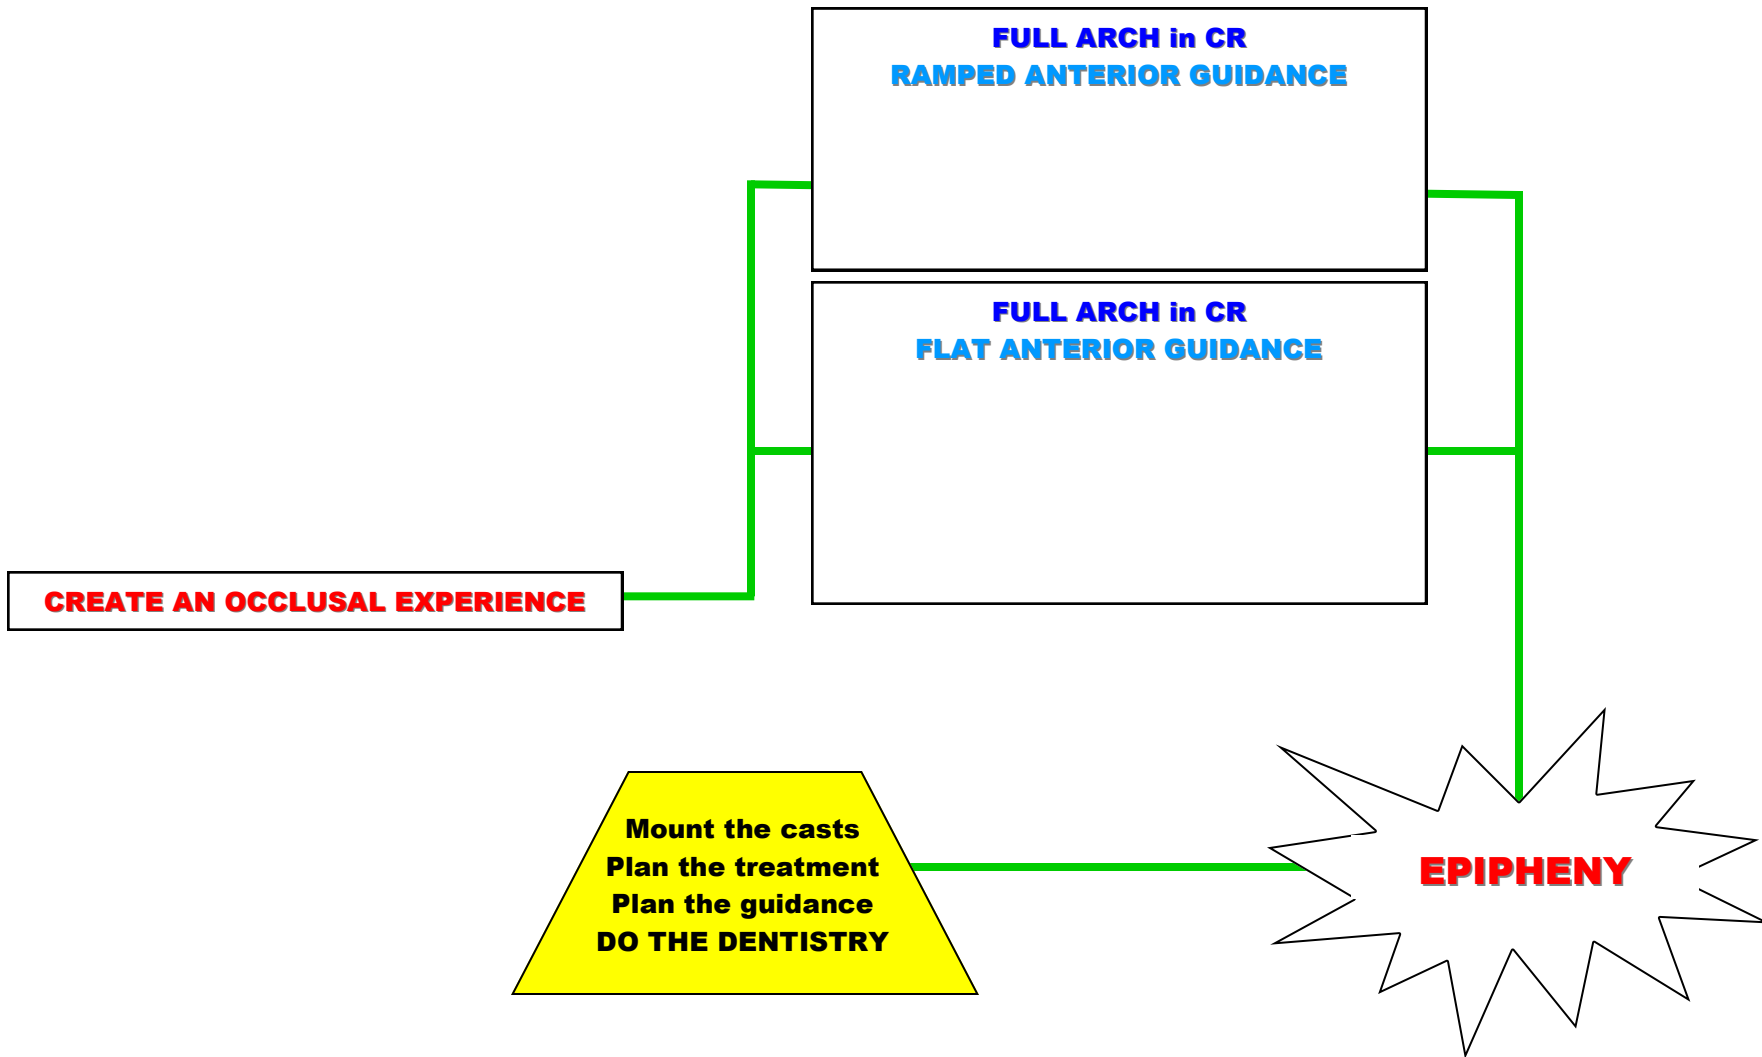 FULL ARCH in CR
RAMPED ANTERIOR GUIDANCE
FULL ARCH in CR
FLAT ANTERIOR GUIDANCE
CREATE AN OCCLUSAL EXPERIENCE
Mount the casts
Plan the treatment
Plan the guidance
DO THE DENTISTRY
EPIPHENY